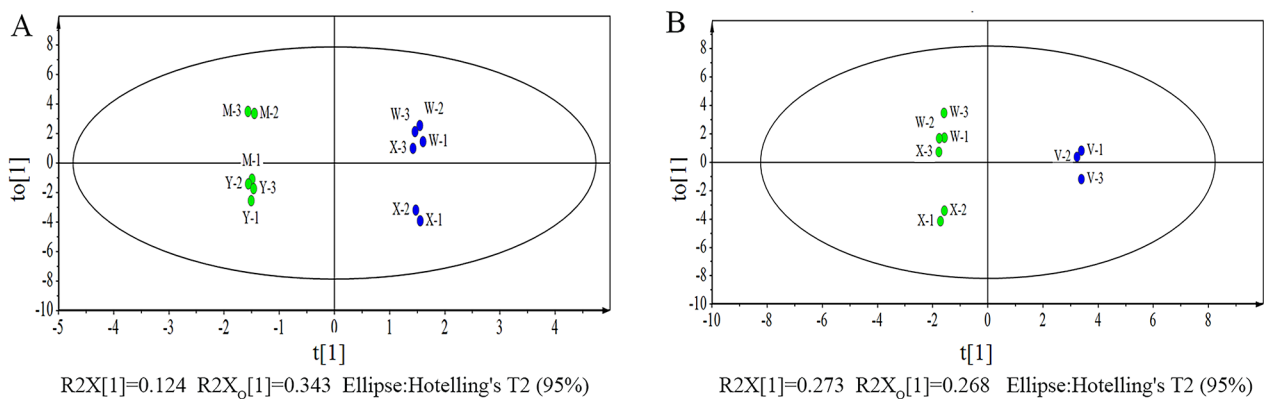 A
to[1]
8
6
4
2
0
-2
-4
-6
-8
-10
M-3 M-2
M-1
Y-2 Y-3
Y-1
W-2
W-3
W-1
X-3
X-2
X-1
-5 -4 -3 -2 -1 0 1 2 3 4
t[1]
R2X[1]=0.124 R2X_O[1]=0.343 Ellipse:Hotelling's T2 (95%)
B
to[1]
8
6
4
2
0
-2
-4
-6
-8
-10
W-3
W-2
W-1
X-3
X-2
X-1
V-1
V-2
V-3
-10 -8 -6 -4 -2 0 2 4 6 8
t[1]
R2X[1]=0.273 R2X_O[1]=0.268 Ellipse:Hotelling's T2 (95%)